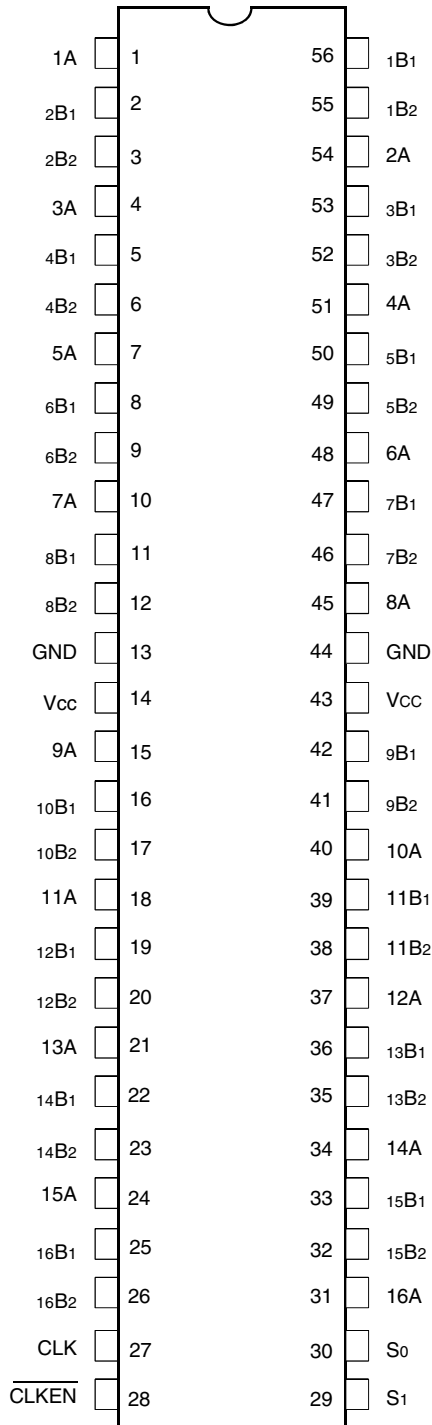 1A 1 56 1B1
2B1 2 55 1B2
2B2 3 54 2A
3A 4 53 3B1
4B1 5 52 3B2
4B2 6 51 4A
5A 7 50 5B1
6B1 8 49 5B2
6B2 9 48 6A
7A 10 47 7B1
8B1 11 46 7B2
8B2 12 45 8A
GND 13 44 GND
Vcc 14 43 VCC
9A 15 42 9B1
10B1 16 41 9B2
10B2 17 40 10A
11A 18 39 11B1
12B1 19 38 11B2
12B2 20 37 12A
13A 21 36 13B1
14B1 22 35 13B2
14B2 23 34 14A
15A 24 33 15B1
16B1 25 32 15B2
16B2 26 31 16A
CLK 27 30 S0
CLKEN 28 29 S1